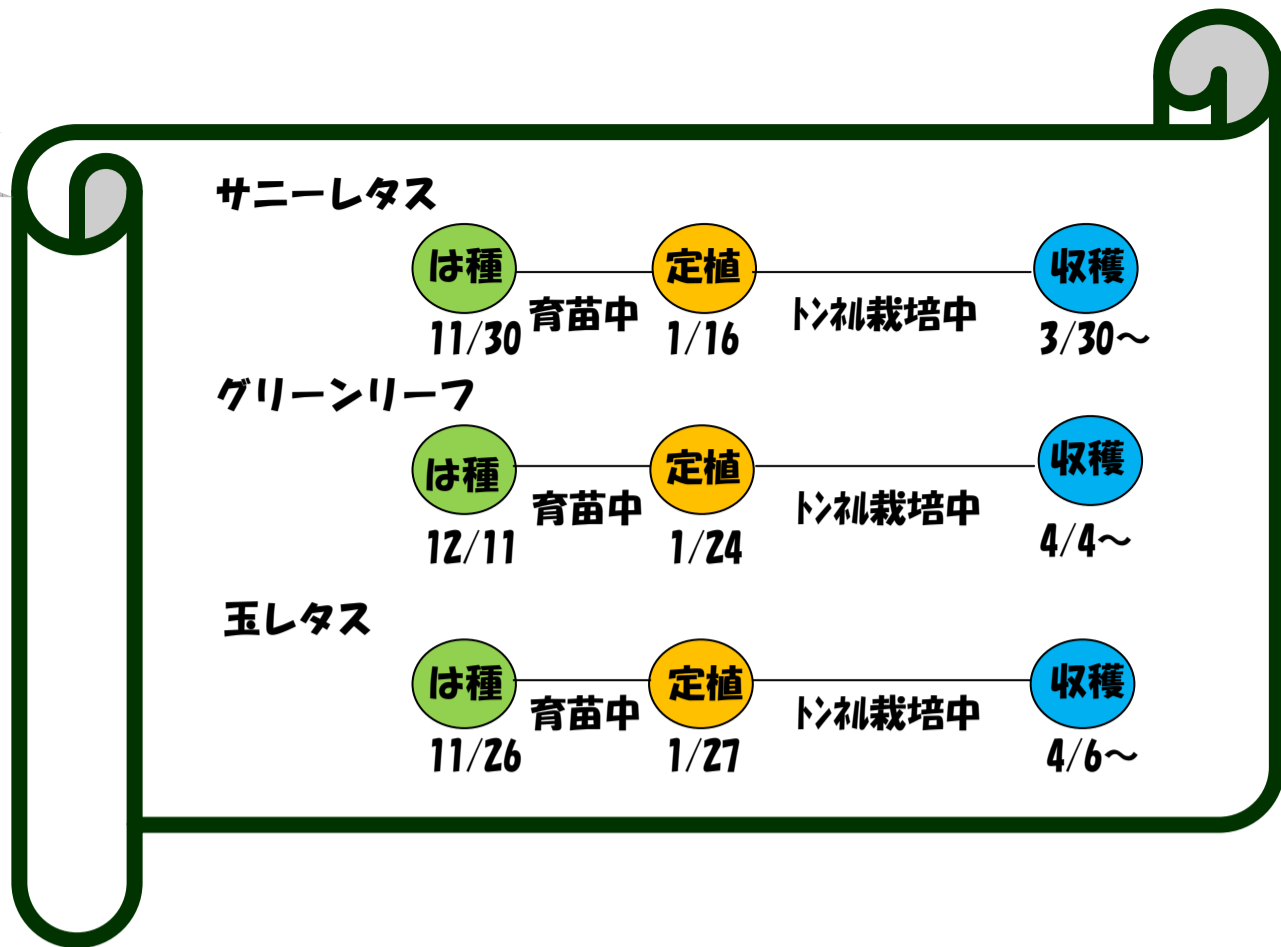 サニーレタス
は種 定植 収穫
育苗中 トンネル栽培中
11/30 1/16 3/30~
グリーンリーフ
は種 定植 収穫
育苗中 トンネル栽培中
12/11 1/24 4/4~
玉レタス
は種 定植 収穫
育苗中 トンネル栽培中
11/26 1/27 4/6~